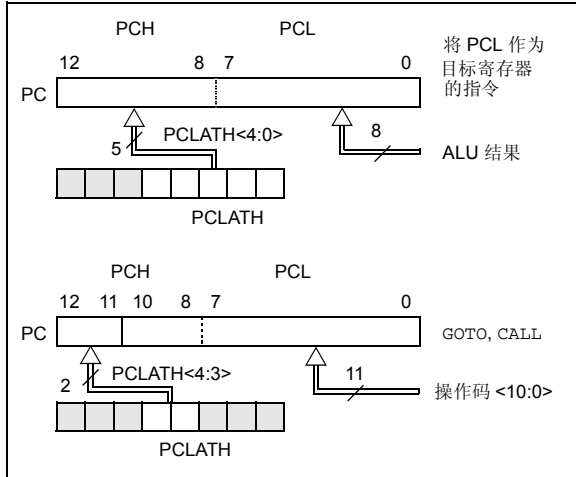 PCH PCL
12 8 7 0
将 PCL 作为
目标寄存器
的指令
PC
5 PCLATH<4:0> 8
ALU 结果
PCLATH
PCH PCL
12 11 10 8 7 0
PC GOTO, CALL
2 PCLATH<4:3> 11
操作码 <10:0>
PCLATH